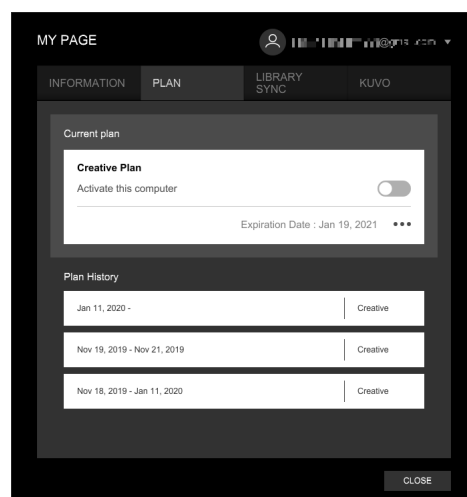 MY PAGE
INFORMATION
PLAN
LIBRARY
SYNC
KUVO
Current plan
Creative Plan
Activate this computer
Expiration Date : Jan 19, 2021
Plan History
Jan 11, 2020 -
Creative
Nov 19, 2019 - Nov 21, 2019
Creative
Nov 18, 2019 - Jan 11, 2020
Creative
CLOSE